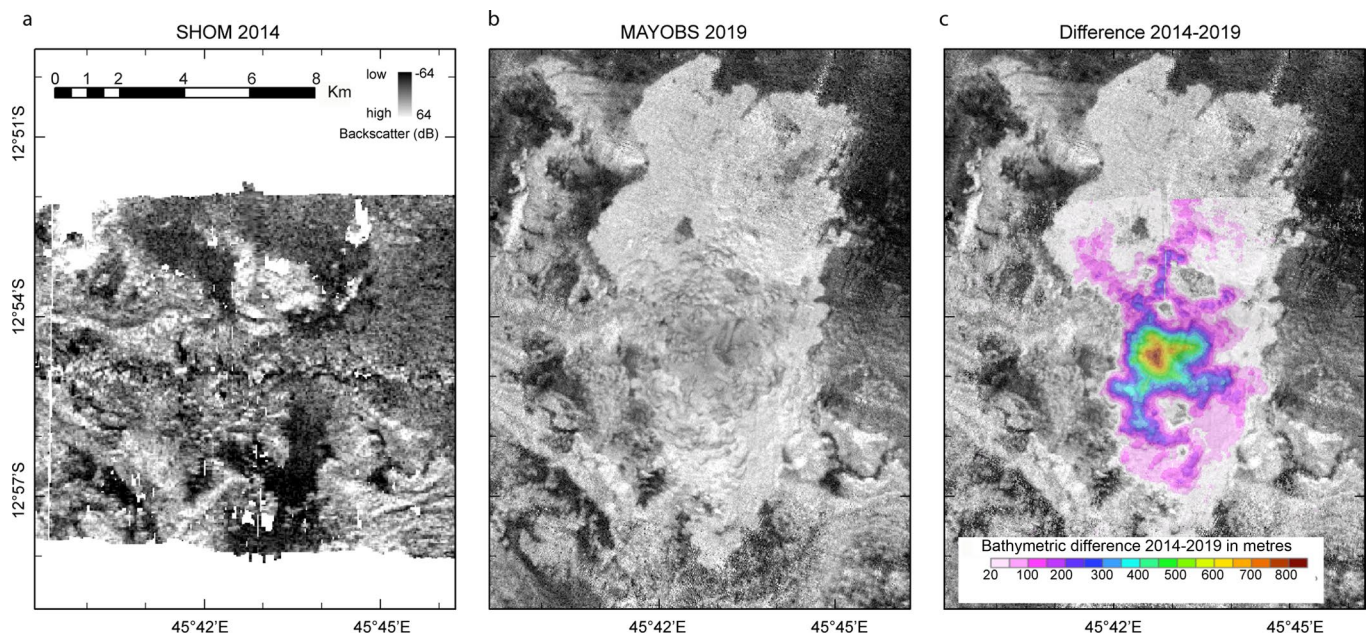 a
SHOM 2014
b
MAYOBS 2019
c
Difference 2014-2019
0 1 2 4 6 8
Km
low -64
high 64
Backscatter (dB)
12°51'S
12°54'S
12°57'S
Bathymetric difference 2014-2019 in metres
20 100 200 300 400 500 600 700 800
45°42'E 45°45'E
45°42'E 45°45'E
45°42'E 45°45'E